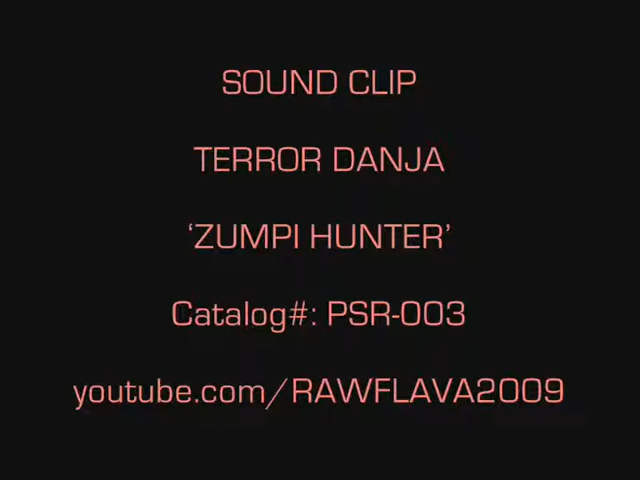 SOUND CLIP
TERROR DANJA
‘ZUMPI HUNTER’
Catalog#: PSR-003
youtube.com/RAWFLAVA2009